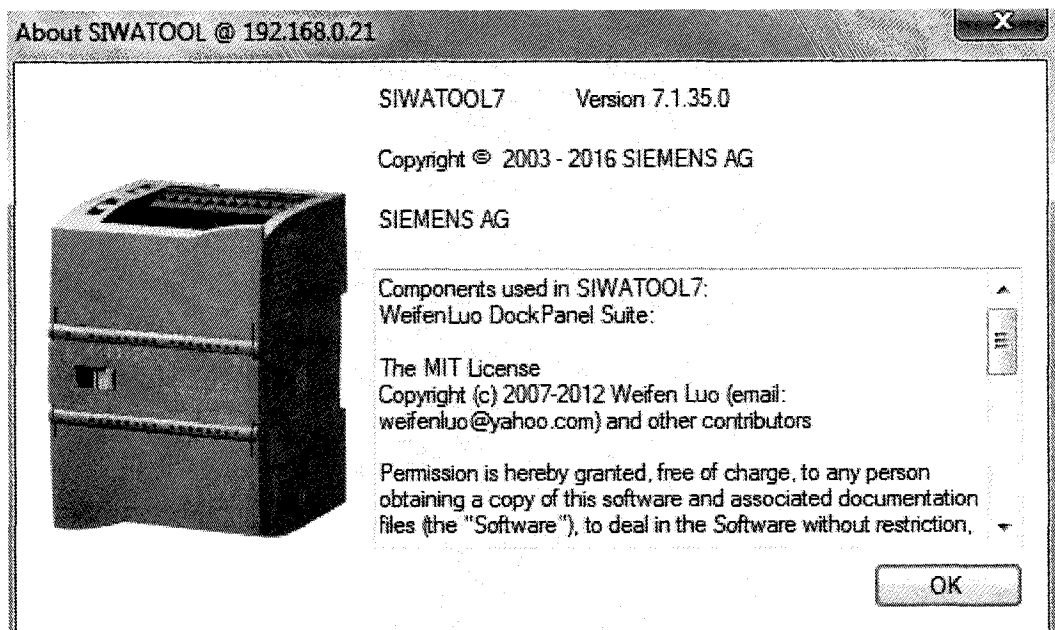 About SIWATOOL @ 192.168.0.21
SIWATOOL7 Version 7.1.35.0
Copyright © 2003 - 2016 SIEMENS AG
SIEMENS AG
Components used in SIWATOOL7:
WeifenLuo DockPanel Suite:
The MIT License
Copyright (c) 2007-2012 Weifen Luo (email:
weifenluo@yahoo.com) and other contributors
Permission is hereby granted, free of charge, to any person
obtaining a copy of this software and associated documentation
files (the "Software"), to deal in the Software without restriction,
OK